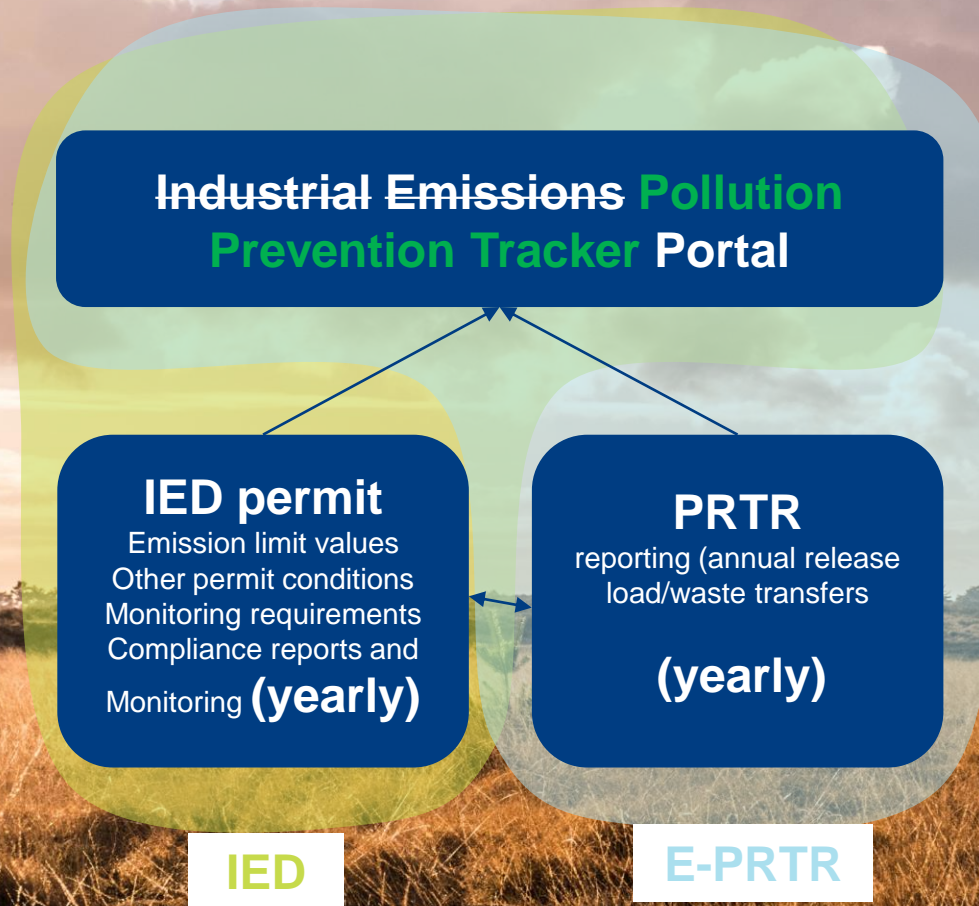 Industrial Emissions Pollution
Prevention Tracker Portal
IED permit
Emission limit values
Other permit conditions
Monitoring requirements
Compliance reports and
Monitoring (yearly)
PRTR
reporting (annual release
load/waste transfers
(yearly)
IED
E-PRTR